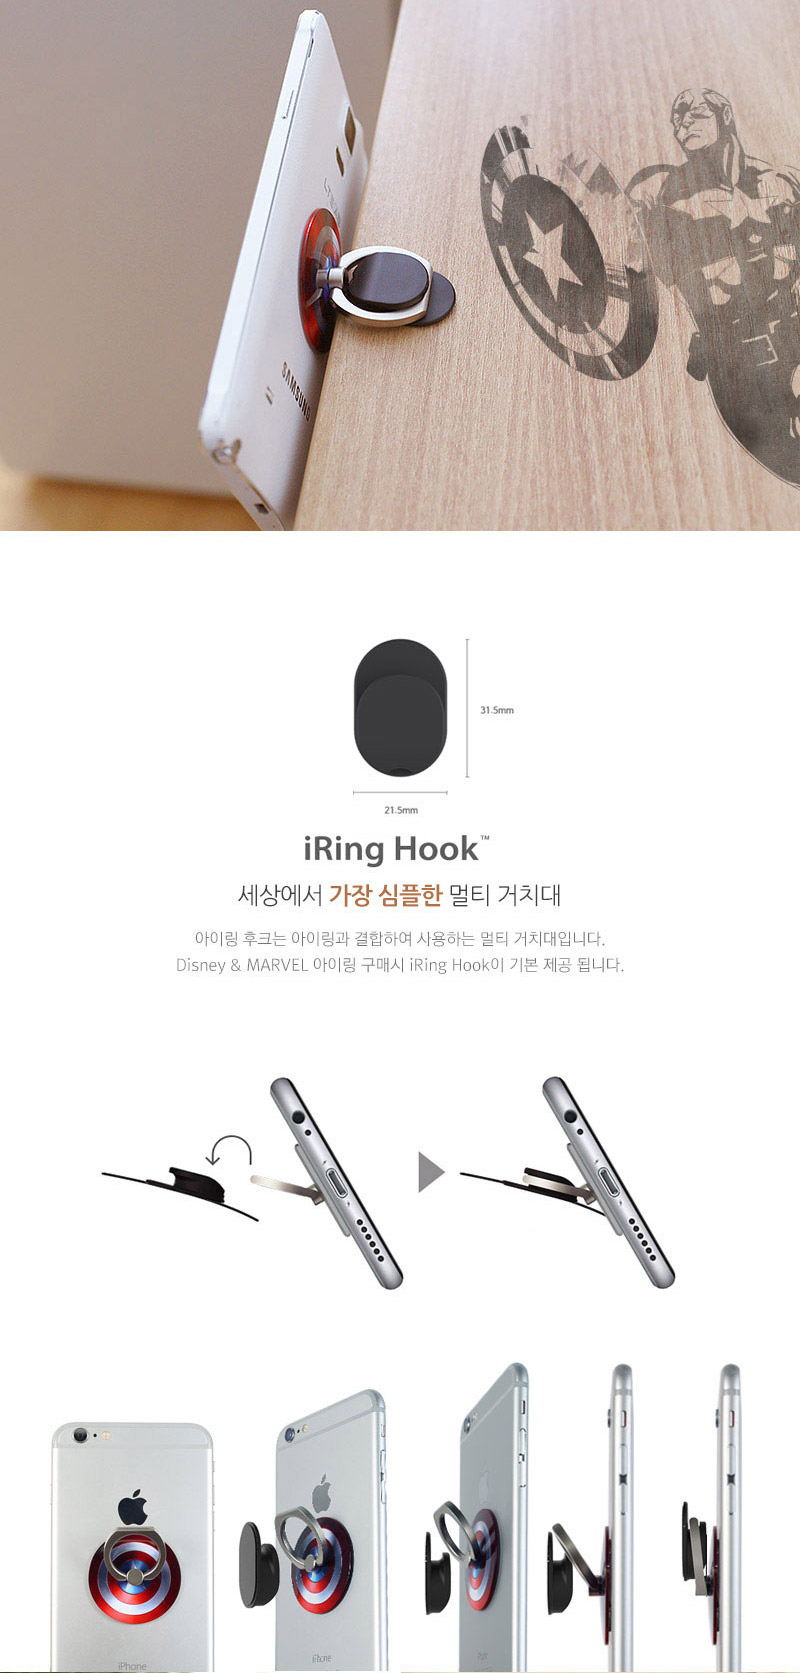 SAMSUNG
31.5mm
21.5mm
iRing Hook™
세상에서 가장 심플한 멀티 거치대
아이링 후크는 아이링과 결합하여 사용하는 멀티 거치대입니다.
Disney & MARVEL 아이링 구매시 iRing Hook이 기본 제공 됩니다.
iPhone
iPhone